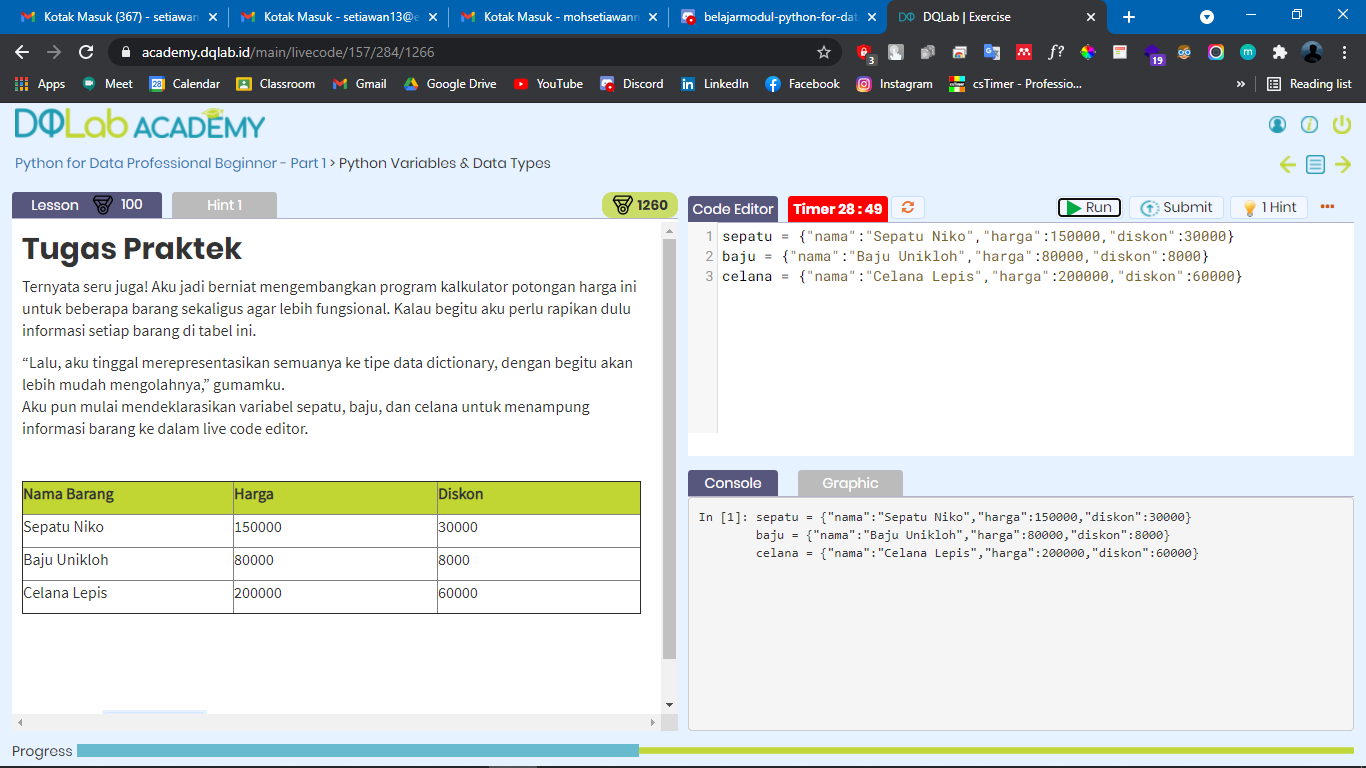 Kotak Masuk (367) - setiawan
Kotak Masuk - setiawan13@e
Kotak Masuk - mohsetiawanr
belajarmodul-python-for-dat
DQLab | Exercise
academy.dqlab.id/main/livecode/157/284/1266
3
f?
19
m
Apps
Meet
28
Calendar
Classroom
Gmail
Google Drive
YouTube
Discord
LinkedIn
Facebook
Instagram
csTimer - Professio...
»
Reading list
DQLab ACADEMY
Python for Data Professional Beginner - Part 1 > Python Variables & Data Types
Lesson 100
Hint 1
1260
Tugas Praktek
Ternyata seru juga! Aku jadi berniat mengembangkan program kalkulator potongan harga ini
untuk beberapa barang sekaligus agar lebih fungsional. Kalau begitu aku perlu rapikan dulu
informasi setiap barang di tabel ini.
“Lalu, aku tinggal merepresentasikan semuanya ke tipe data dictionary, dengan begitu akan
lebih mudah mengolahnya,” gumamku.
Aku pun mulai mendeklarasikan variabel sepatu, baju, dan celana untuk menampung
informasi barang ke dalam live code editor.
Nama Barang Harga Diskon
Sepatu Niko 150000 30000
Baju Unikloh 80000 8000
Celana Lepis 200000 60000
Code Editor
Timer 28 : 49
Run
Submit
1 Hint
1 sepatu = {"nama":"Sepatu Niko","harga":150000,"diskon":30000}
2 baju = {"nama":"Baju Unikloh","harga":80000,"diskon":8000}
3 celana = {"nama":"Celana Lepis","harga":200000,"diskon":60000}
Console
Graphic
In [1]: sepatu = {"nama":"Sepatu Niko","harga":150000,"diskon":30000}
baju = {"nama":"Baju Unikloh","harga":80000,"diskon":8000}
celana = {"nama":"Celana Lepis","harga":200000,"diskon":60000}
Progress